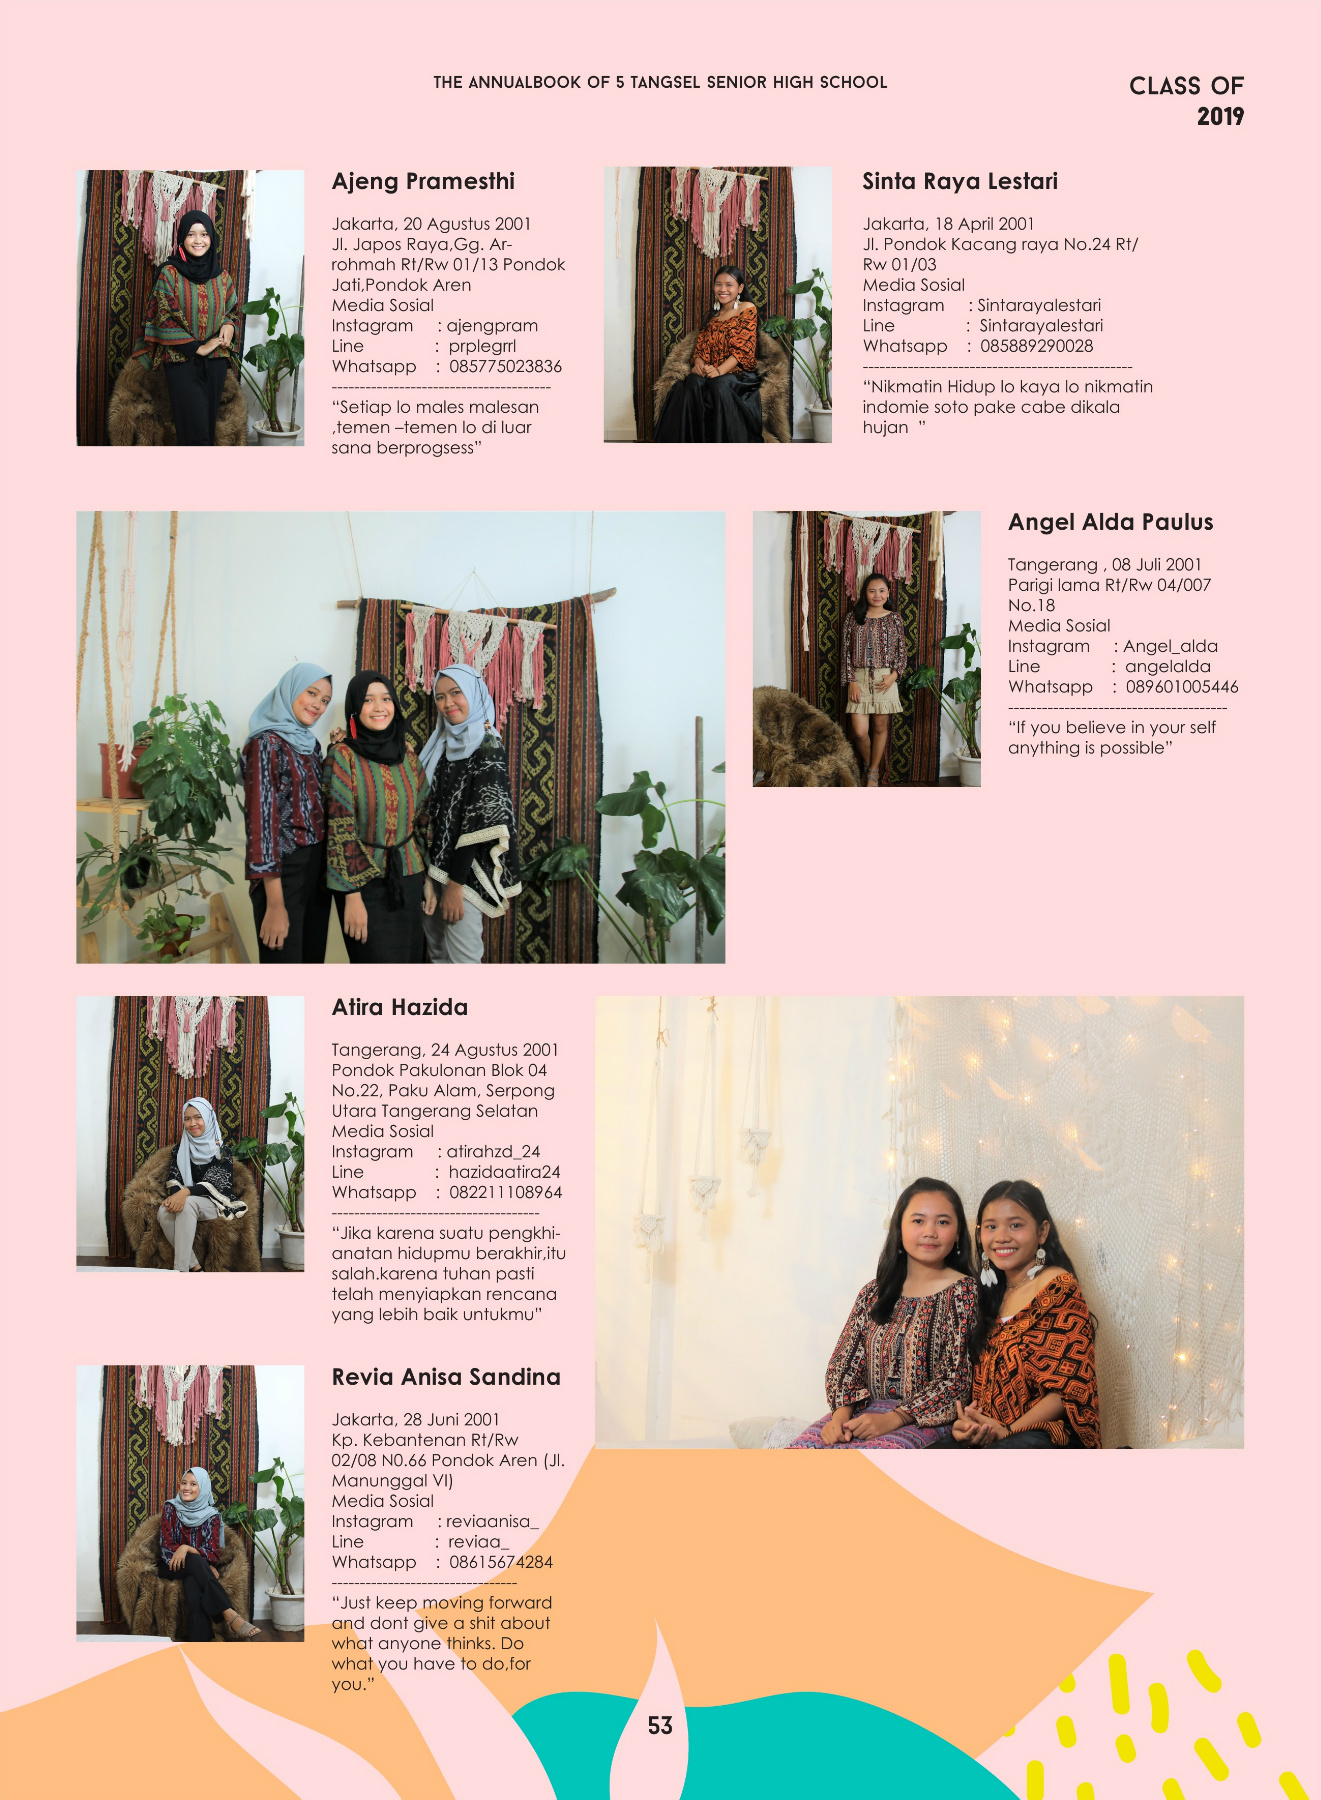 THE ANNUALBOOK OF 5 TANGSEL SENIOR HIGH SCHOOL
CLASS OF
2019
Ajeng Pramesthi
Jakarta, 20 Agustus 2001
Jl. Japos Raya,Gg. Ar-
rohmah Rt/Rw 01/13 Pondok
Jati,Pondok Aren
Media Sosial
Instagram : ajengpram
Line : prplegrrl
Whatsapp : 085775023836
---------------------------------------
“Setiap lo males malesan
,temen –temen lo di luar
sana berprogsess”
Sinta Raya Lestari
Jakarta, 18 April 2001
Jl. Pondok Kacang raya No.24 Rt/
Rw 01/03
Media Sosial
Instagram : Sintarayalestari
Line : Sintarayalestari
Whatsapp : 085889290028
------------------------------------------------
“Nikmatin Hidup lo kaya lo nikmatin
indomie soto pake cabe dikala
hujan ”
Angel Alda Paulus
Tangerang , 08 Juli 2001
Parigi lama Rt/Rw 04/007
No.18
Media Sosial
Instagram : Angel_alda
Line : angelalda
Whatsapp : 089601005446
---------------------------------------
“If you believe in your self
anything is possible”
Atira Hazida
Tangerang, 24 Agustus 2001
Pondok Pakulonan Blok 04
No.22, Paku Alam, Serpong
Utara Tangerang Selatan
Media Sosial
Instagram : atirahzd_24
Line : hazidaatira24
Whatsapp : 082211108964
-------------------------------------
“Jika karena suatu pengkhi-
anatan hidupmu berakhir,itu
salah.karena tuhan pasti
telah menyiapkan rencana
yang lebih baik untukmu”
Revia Anisa Sandina
Jakarta, 28 Juni 2001
Kp. Kebantenan Rt/Rw
02/08 N0.66 Pondok Aren (Jl.
Manunggal VI)
Media Sosial
Instagram : reviaanisa_
Line : reviaa_
Whatsapp : 08615674284
---------------------------------
“Just keep moving forward
and dont give a shit about
what anyone thinks. Do
what you have to do,for
you.”
53